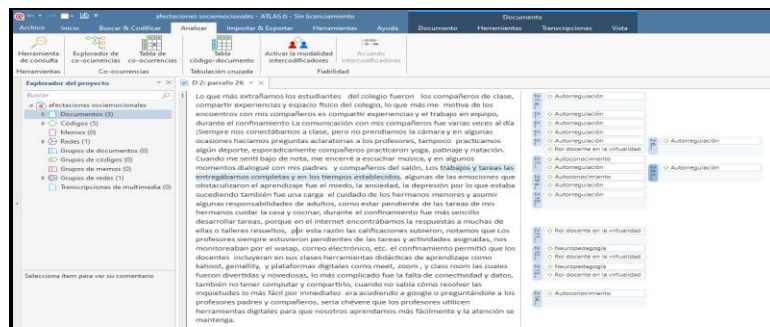 afectaciones sociemocionales - ATLAS.ti - Sin licenciamiento
Documento
Archivo Inicio Buscar & Codificar Analizar Importar & Exportar Herramientas Ayuda Documento Herramientas Transcripciones Vista
Herramienta de consulta
Explorador de co-ocurrencias
Tabla de co-ocurrencias
Tabla código-documento
Activar la modalidad intercodificadores
Acuerdo intercodificadores
Herramientas Co-ocurrencias Tabulación cruzada Fiabilidad
Explorador del proyecto
D 2: parrafo 26
Buscar
afectaciones sociemocionales
Documentos (3)
Códigos (5)
Memos (0)
Redes (1)
Grupos de documentos (0)
Grupos de códigos (0)
Grupos de memos (0)
Grupos de redes (1)
Transcripciones de multimedia (0)
Selecciona ítem para ver su comentario
Lo que más extrañamos los estudiantes del colegio fueron los compañeros de clase,
compartir experiencias y espacio físico del colegio, lo que más me motiva de los
encuentros con mis compañeros es compartir experiencias y el trabajo en equipo,
durante el confinamiento La comunicación con mis compañeros fue varias veces al día
¡Siempre nos conectábamos a clase, pero no prendíamos la cámara y en algunas
ocasiones hacíamos preguntas aclaratorias a los profesores, tampoco practicamos
algún deporte, esporádicamente compañeros practicaron yoga, patinaje y natación.
Cuando me sentí bajo de nota, me encerré a escuchar música, y en algunos
momentos dialogué con mis padres y compañeros del salón, Los trabajos y tareas las
entregábamos completas y en los tiempos establecidos, algunas de las emociones que
obstaculizaron el aprendizaje fue el miedo, la ansiedad, la depresión por lo que estaba
sucediendo también fue una carga el cuidado de los hermanos menores y asumir
algunas responsabilidades de adultos, como estar pendiente de las tareas de mis
hermanos cuidar la casa y cocinar, durante el confinamiento fue más sencillo
desarrollar tareas, porque en el internet encontrábamos la respuestas a muchas de
ellas o talleres resueltos, por esta razón las calificaciones subieron, notamos que Los
profesores siempre estuvieron pendientes de las tareas y actividades asignadas, nos
monitoreaban por el wasap, correo electrónico, etc. el confinamiento permitió que los
docentes incluyeran en sus clases herramientas didácticas de aprendizaje como
kahoot, geniality, y plataformas digitales como meet, zoom, y class room las cuales
fueron divertidas y novedosas, lo más complicado fue la falta de conectividad y datos,
también no tener computar y compartirlo, cuando no sabía cómo resolver las
inquietudes lo más fácil por inmediatez era acudiendo a google o preguntándole a los
profesores padres y compañeros, seria chévere que los profesores utilicen
herramientas digitales para que nosotros aprendamos más fácilmente y la atención se
mantenga.
Autorregulación
Autorregulación
Autorregulación
Autorregulación
Autorregulación
Autorregulación
Rol docente en la virtualidad
Autoconocimiento
Autorregulación
Autorregulación
Autoconocimiento
Autorregulación
Autorregulación
Rol docente en la virtualidad
Neuropedagogía
Rol docente en la virtualidad
Neuropedagogía
Rol docente en la virtualidad
Autoconocimiento